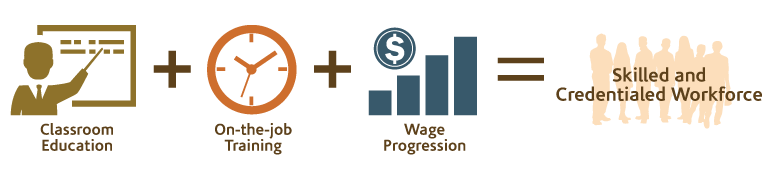 Classroom
Education
On-the-job
Training
$
Wage
Progression
Skilled and
Credentialed Workforce